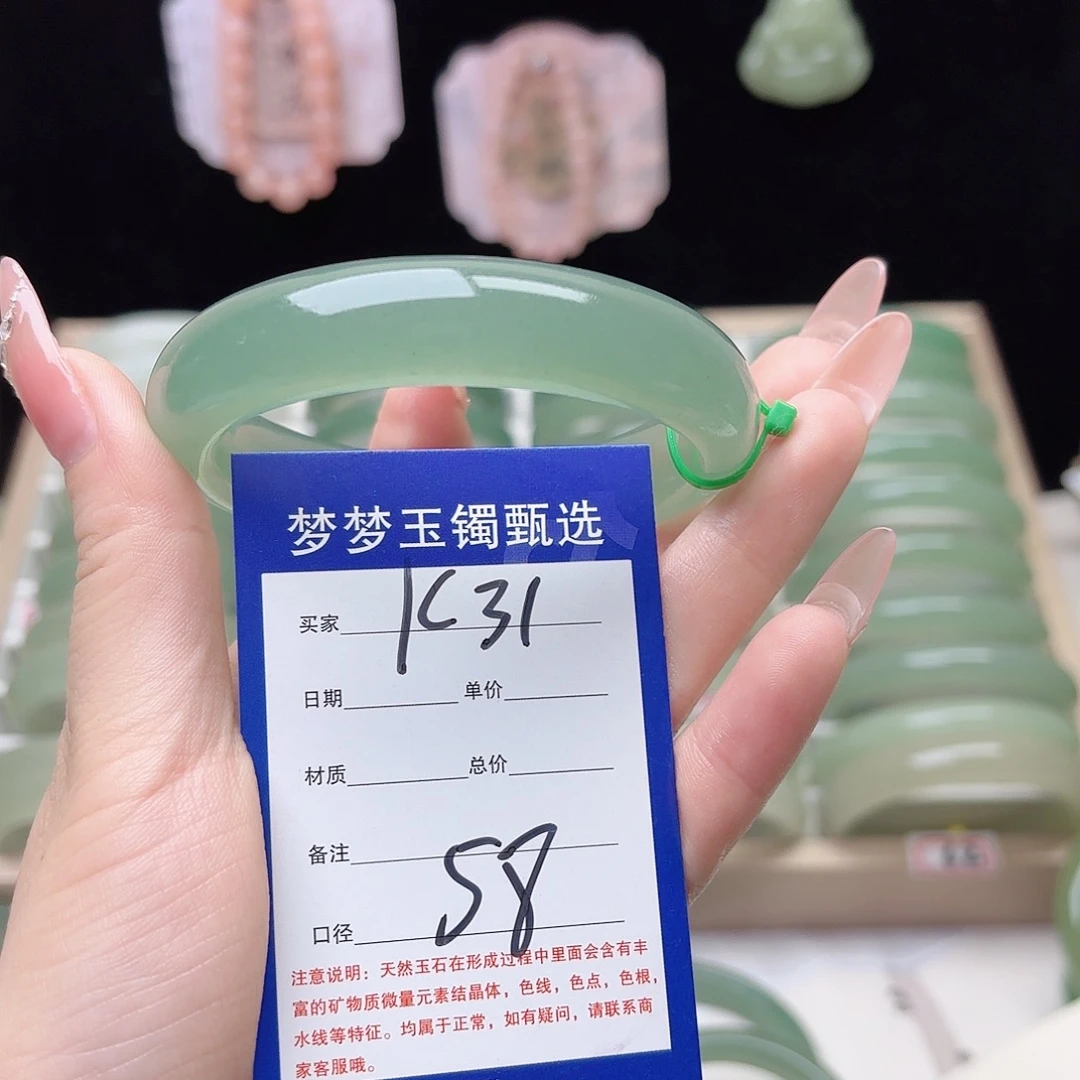 梦梦玉镯甄选
买家 K31
日期 单价
材质 总价
备注
口径 58
注意说明：天然玉石在形成过程中里面会含有丰
富的矿物质微量元素结晶体，色线，色点，色根，
水线等特征。均属于正常，如有疑问，请联系商
家客服哦。